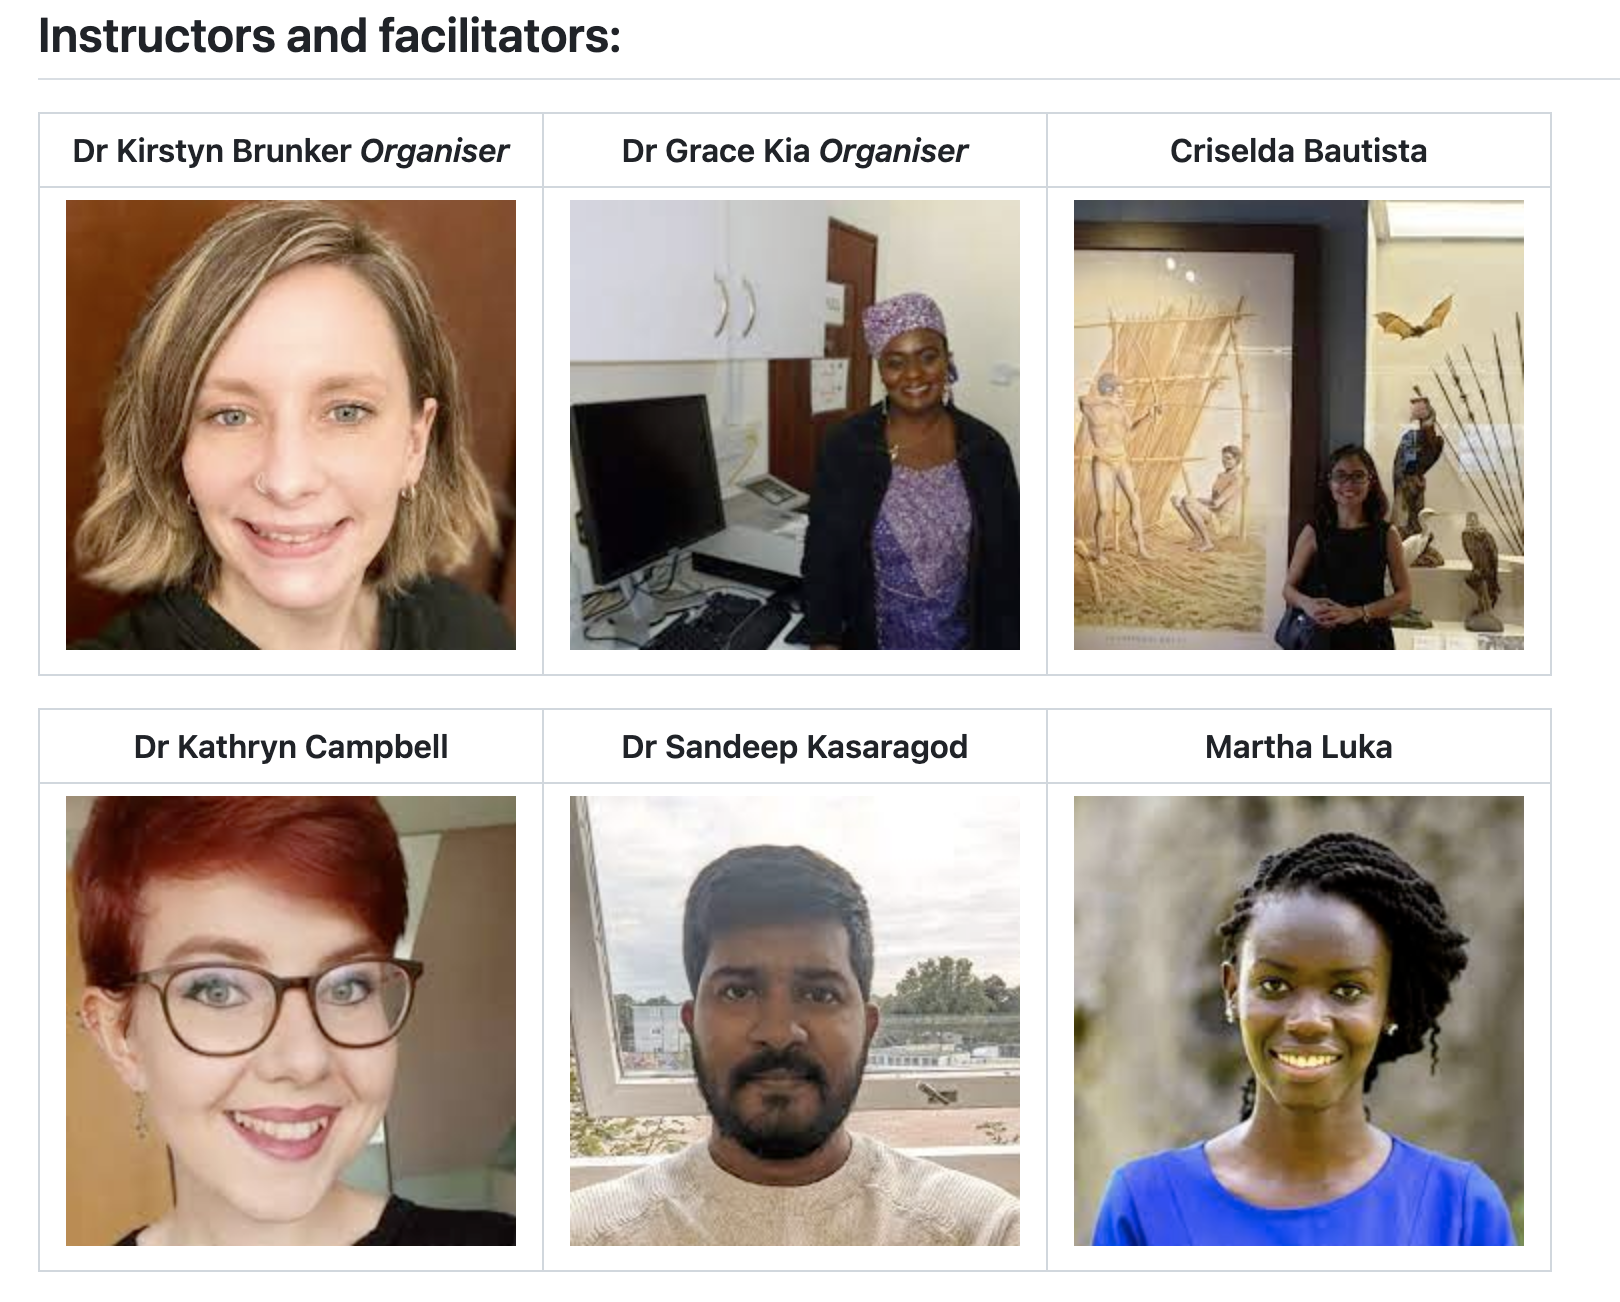 Instructors and facilitators:
Dr Kirstyn Brunker Organiser
Dr Grace Kia Organiser
Criselda Bautista
Dr Kathryn Campbell
Dr Sandeep Kasaragod
Martha Luka